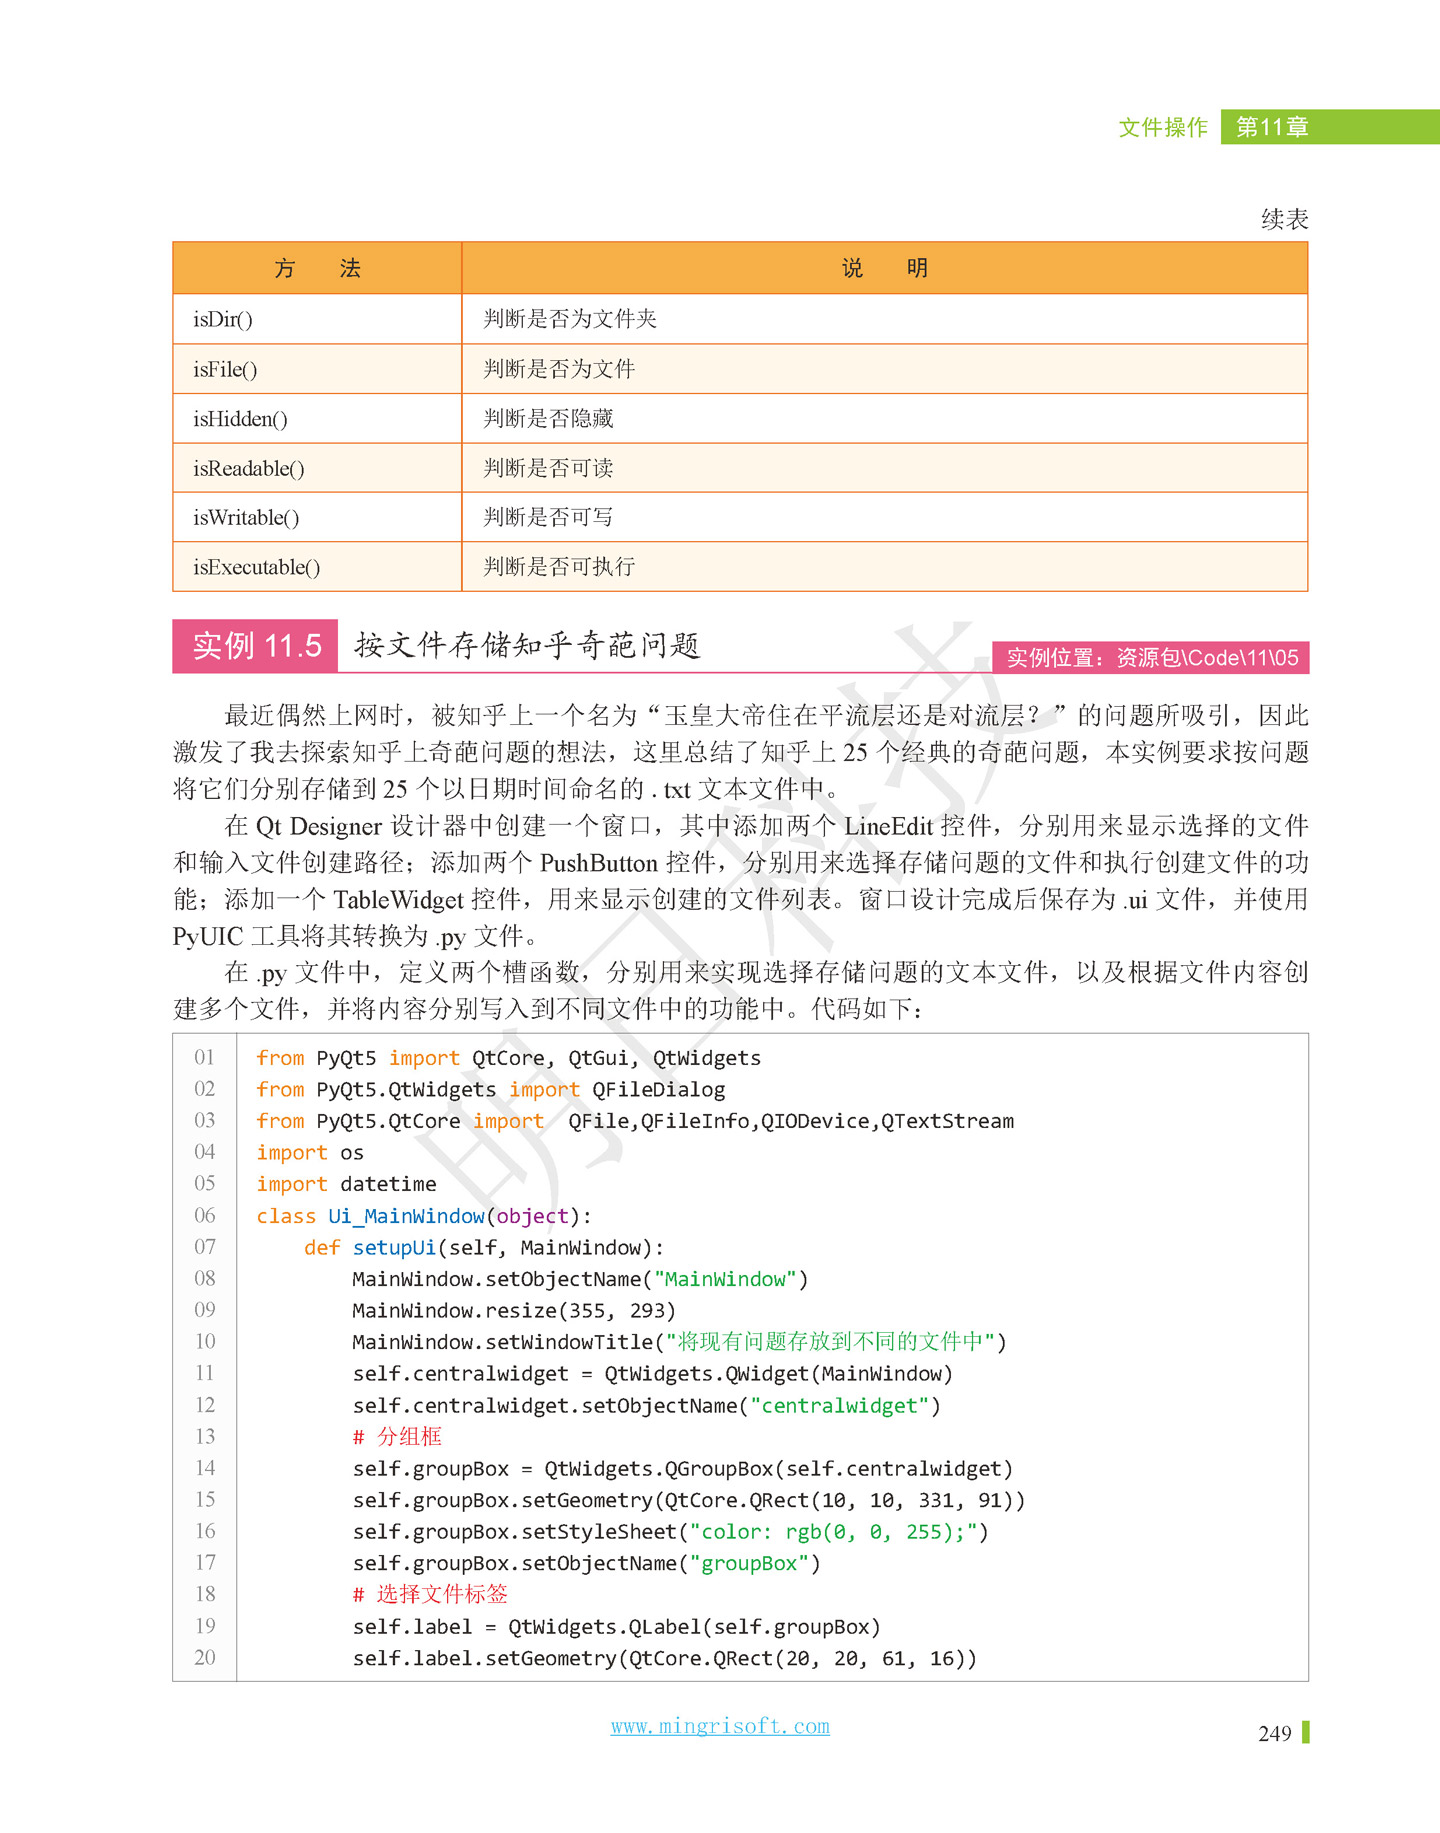 文件操作 第11章
续表
方 法 说 明
isDir() 判断是否为文件夹
isFile() 判断是否为文件
isHidden() 判断是否隐藏
isReadable() 判断是否可读
isWritable() 判断是否可写
isExecutable() 判断是否可执行
实例 11.5 按文件存储知乎奇葩问题 实例位置：资源包\Code\11\05
最近偶然上网时，被知乎上一个名为“玉皇大帝住在平流层还是对流层？”的问题所吸引，因此
激发了我去探索知乎上奇葩问题的想法，这里总结了知乎上 25 个经典的奇葩问题，本实例要求按问题
将它们分别存储到 25 个以日期时间命名的 . txt 文本文件中。
在 Qt Designer 设计器中创建一个窗口，其中添加两个 LineEdit 控件，分别用来显示选择的文件
和输入文件创建路径；添加两个 PushButton 控件，分别用来选择存储问题的文件和执行创建文件的功
能；添加一个 TableWidget 控件，用来显示创建的文件列表。窗口设计完成后保存为 .ui 文件，并使用
PyUIC 工具将其转换为 .py 文件。
在 .py 文件中，定义两个槽函数，分别用来实现选择存储问题的文本文件，以及根据文件内容创
建多个文件，并将内容分别写入到不同文件中的功能中。代码如下：
01 from PyQt5 import QtCore, QtGui, QtWidgets
02 from PyQt5.QtWidgets import QFileDialog
03 from PyQt5.QtCore import  QFile,QFileInfo,QIODevice,QTextStream
04 import os
05 import datetime
06 class Ui_MainWindow(object):
07     def setupUi(self, MainWindow):
08         MainWindow.setObjectName("MainWindow")
09         MainWindow.resize(355, 293)
10         MainWindow.setWindowTitle("将现有问题存放到不同的文件中")
11         self.centralwidget = QtWidgets.QWidget(MainWindow)
12         self.centralwidget.setObjectName("centralwidget")
13         # 分组框
14         self.groupBox = QtWidgets.QGroupBox(self.centralwidget)
15         self.groupBox.setGeometry(QtCore.QRect(10, 10, 331, 91))
16         self.groupBox.setStyleSheet("color: rgb(0, 0, 255);")
17         self.groupBox.setObjectName("groupBox")
18         # 选择文件标签
19         self.label = QtWidgets.QLabel(self.groupBox)
20         self.label.setGeometry(QtCore.QRect(20, 20, 61, 16))
明日科技
www.mingrisoft.com
249